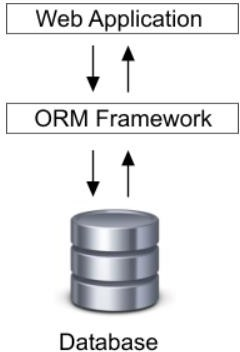 Web Application
ORM Framework
Database